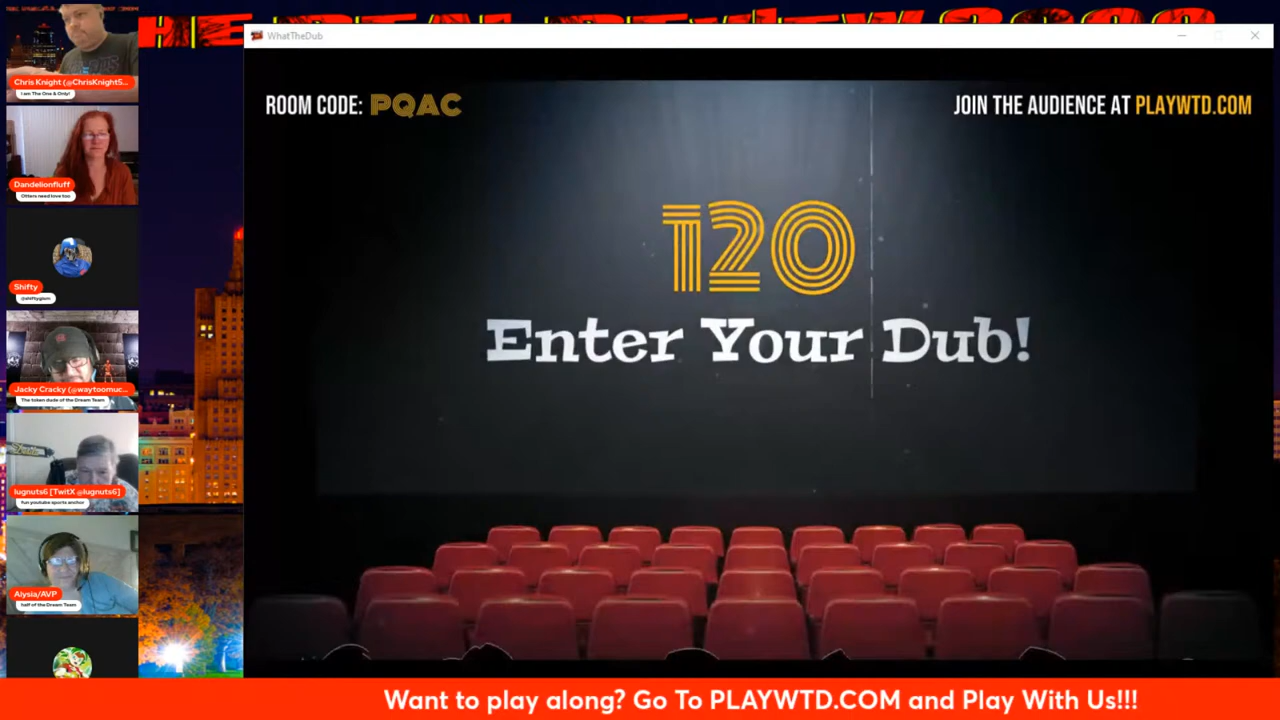 WhatTheDub
ROOM CODE: PQAC
JOIN THE AUDIENCE AT PLAYWTD.COM
120
Enter Your Dub!
Chris Knight (@ChrisKnight5...
I am The One & Only!
Dandelionfluff
Otters need love too
Shifty
@shiftyglam
Jacky Cracky (@waytoomuc...
The token dude of the Dream Team
lugnuts6 [TwitX @lugnuts6]
fun youtube sports anchor
Alysia/AVP
half of the Dream Team
Want to play along? Go To PLAYWTD.COM and Play With Us!!!